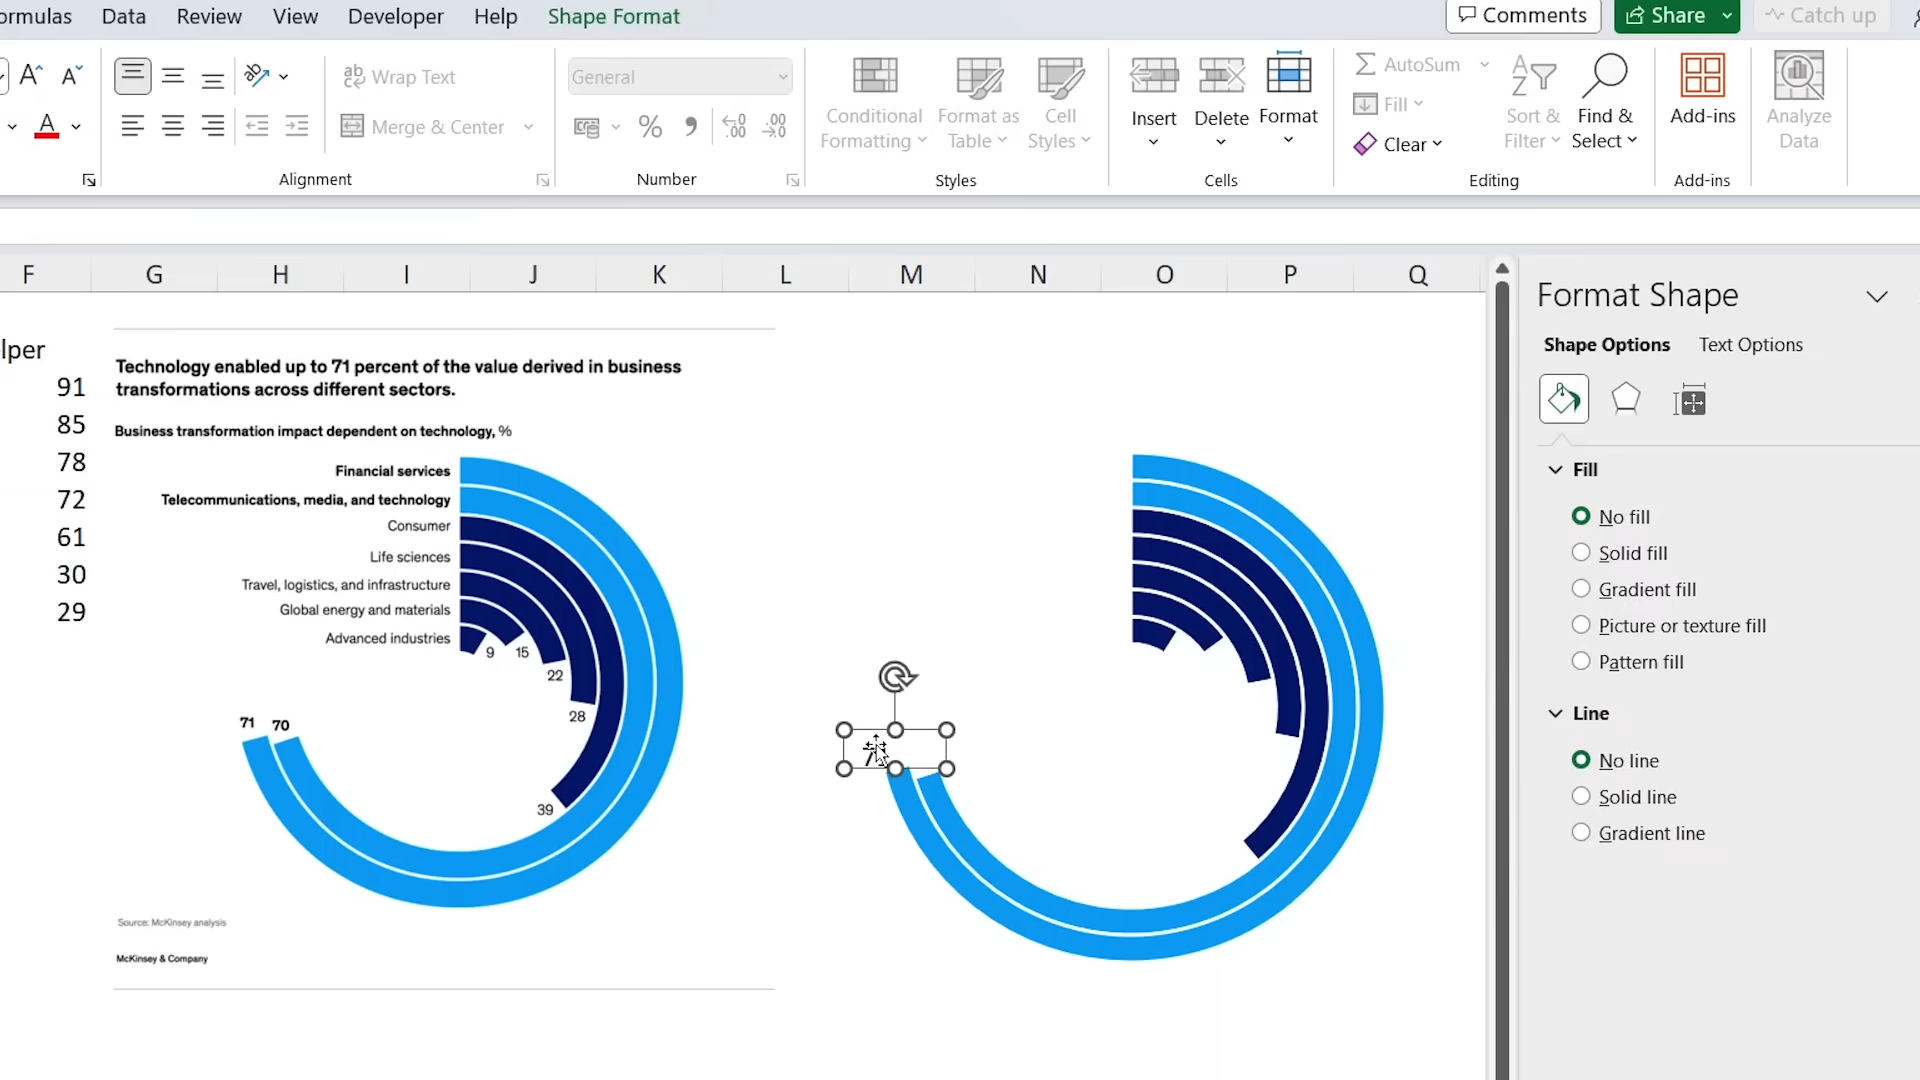 ormulas Data Review View Developer Help Shape Format Comments Share Catch up
Wrap Text General AutoSum
Conditional Formatting Format as Table Cell Styles Insert Delete Format Fill Sort & Filter Find & Select Add-ins Analyze Data
Merge & Center % Clear
Alignment Number Styles Cells Editing Add-ins
F G H I J K L M N O P Q
lper
91
85
78
72
61
30
29
Technology enabled up to 71 percent of the value derived in business
transformations across different sectors.
Business transformation impact dependent on technology, %
Financial services
Telecommunications, media, and technology
Consumer
Life sciences
Travel, logistics, and infrastructure
Global energy and materials
Advanced industries
9 15
22
28
71 70
39
Source: McKinsey analysis
McKinsey & Company
Format Shape
Shape Options Text Options
Fill
No fill
Solid fill
Gradient fill
Picture or texture fill
Pattern fill
Line
No line
Solid line
Gradient line